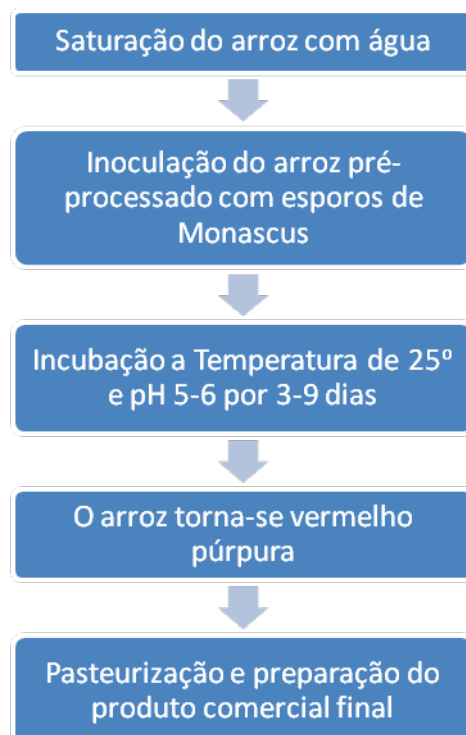 Saturação do arroz com água
Inoculação do arroz pré-
processado com esporos de
Monascus
Incubação a Temperatura de 25º
e pH 5-6 por 3-9 dias
O arroz torna-se vermelho
púrpura
Pasteurização e preparação do
produto comercial final